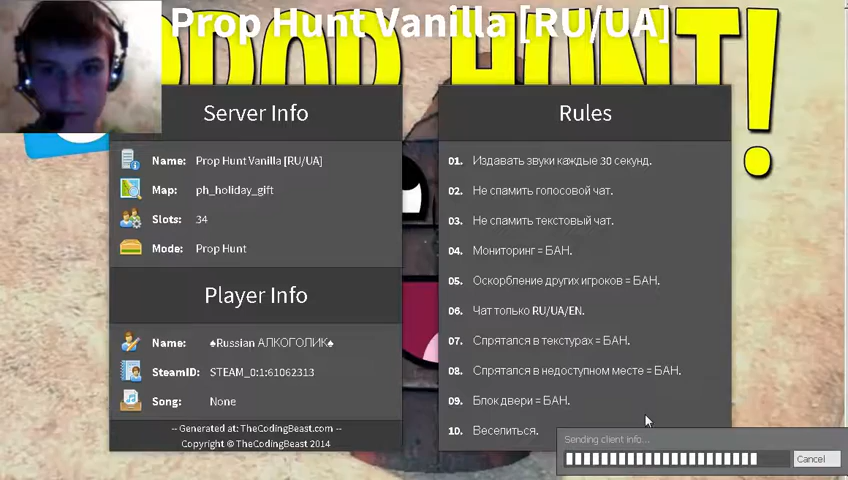 PROP HUNT!
Prop Hunt Vanilla [RU/UA]
Server Info
Name: Prop Hunt Vanilla [RU/UA]
Map: ph_holiday_gift
Slots: 34
Mode: Prop Hunt
Player Info
Name: ♠Russian АЛКОГОЛИК♠
SteamID: STEAM_0:1:61062313
Song: None
-- Generated at: TheCodingBeast.com --
Copyright © TheCodingBeast 2014
Rules
01. Издавать звуки каждые 30 секунд.
02. Не спамить голосовой чат.
03. Не спамить текстовый чат.
04. Мониторинг = БАН.
05. Оскорбление других игроков = БАН.
06. Чат только RU/UA/EN.
07. Спрятался в текстурах = БАН.
08. Спрятался в недоступном месте = БАН.
09. Блок двери = БАН.
10. Веселиться.
Sending client info...
Cancel